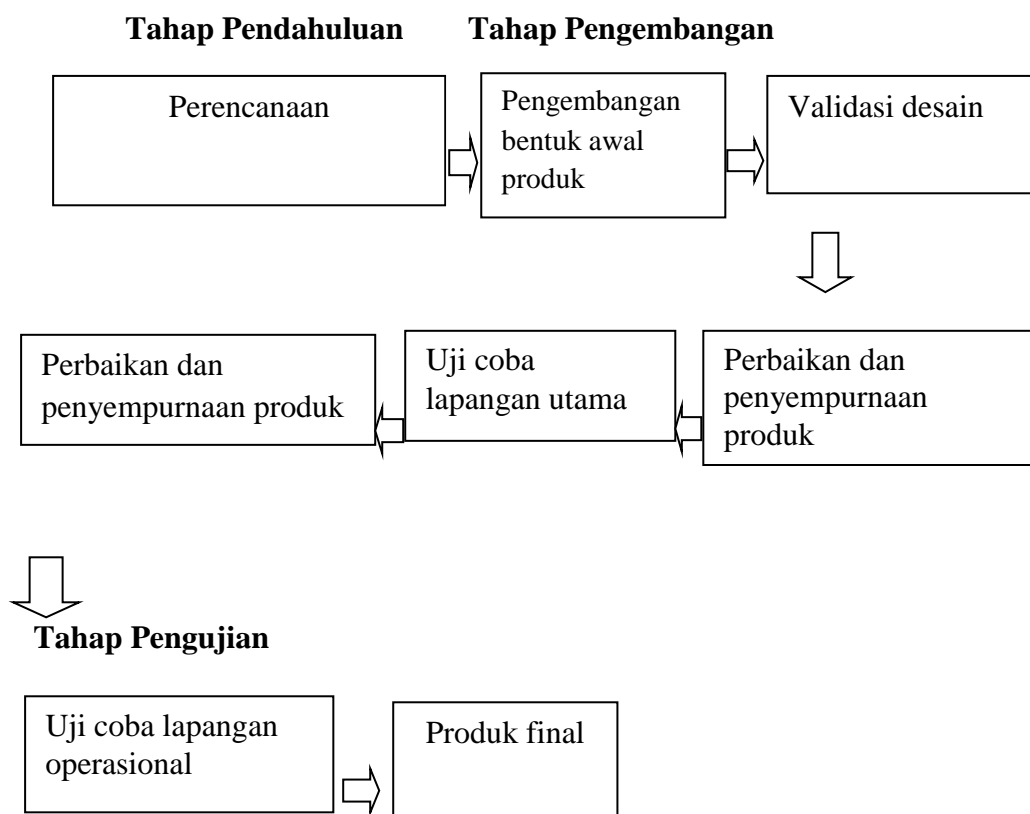 Tahap Pendahuluan Tahap Pengembangan
Perencanaan
Pengembangan
bentuk awal
produk
Validasi desain
Perbaikan dan
penyempurnaan
produk
Uji coba
lapangan utama
Perbaikan dan
penyempurnaan produk
Tahap Pengujian
Uji coba lapangan
operasional
Produk final